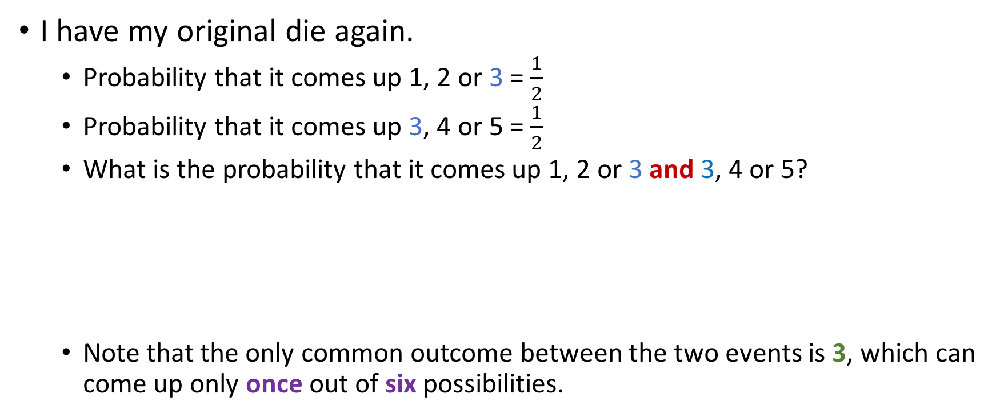 • I have my original die again.
• Probability that it comes up 1, 2 or 3 = 1/2
• Probability that it comes up 3, 4 or 5 = 1/2
• What is the probability that it comes up 1, 2 or 3 and 3, 4 or 5?
• Note that the only common outcome between the two events is 3, which can
come up only once out of six possibilities.